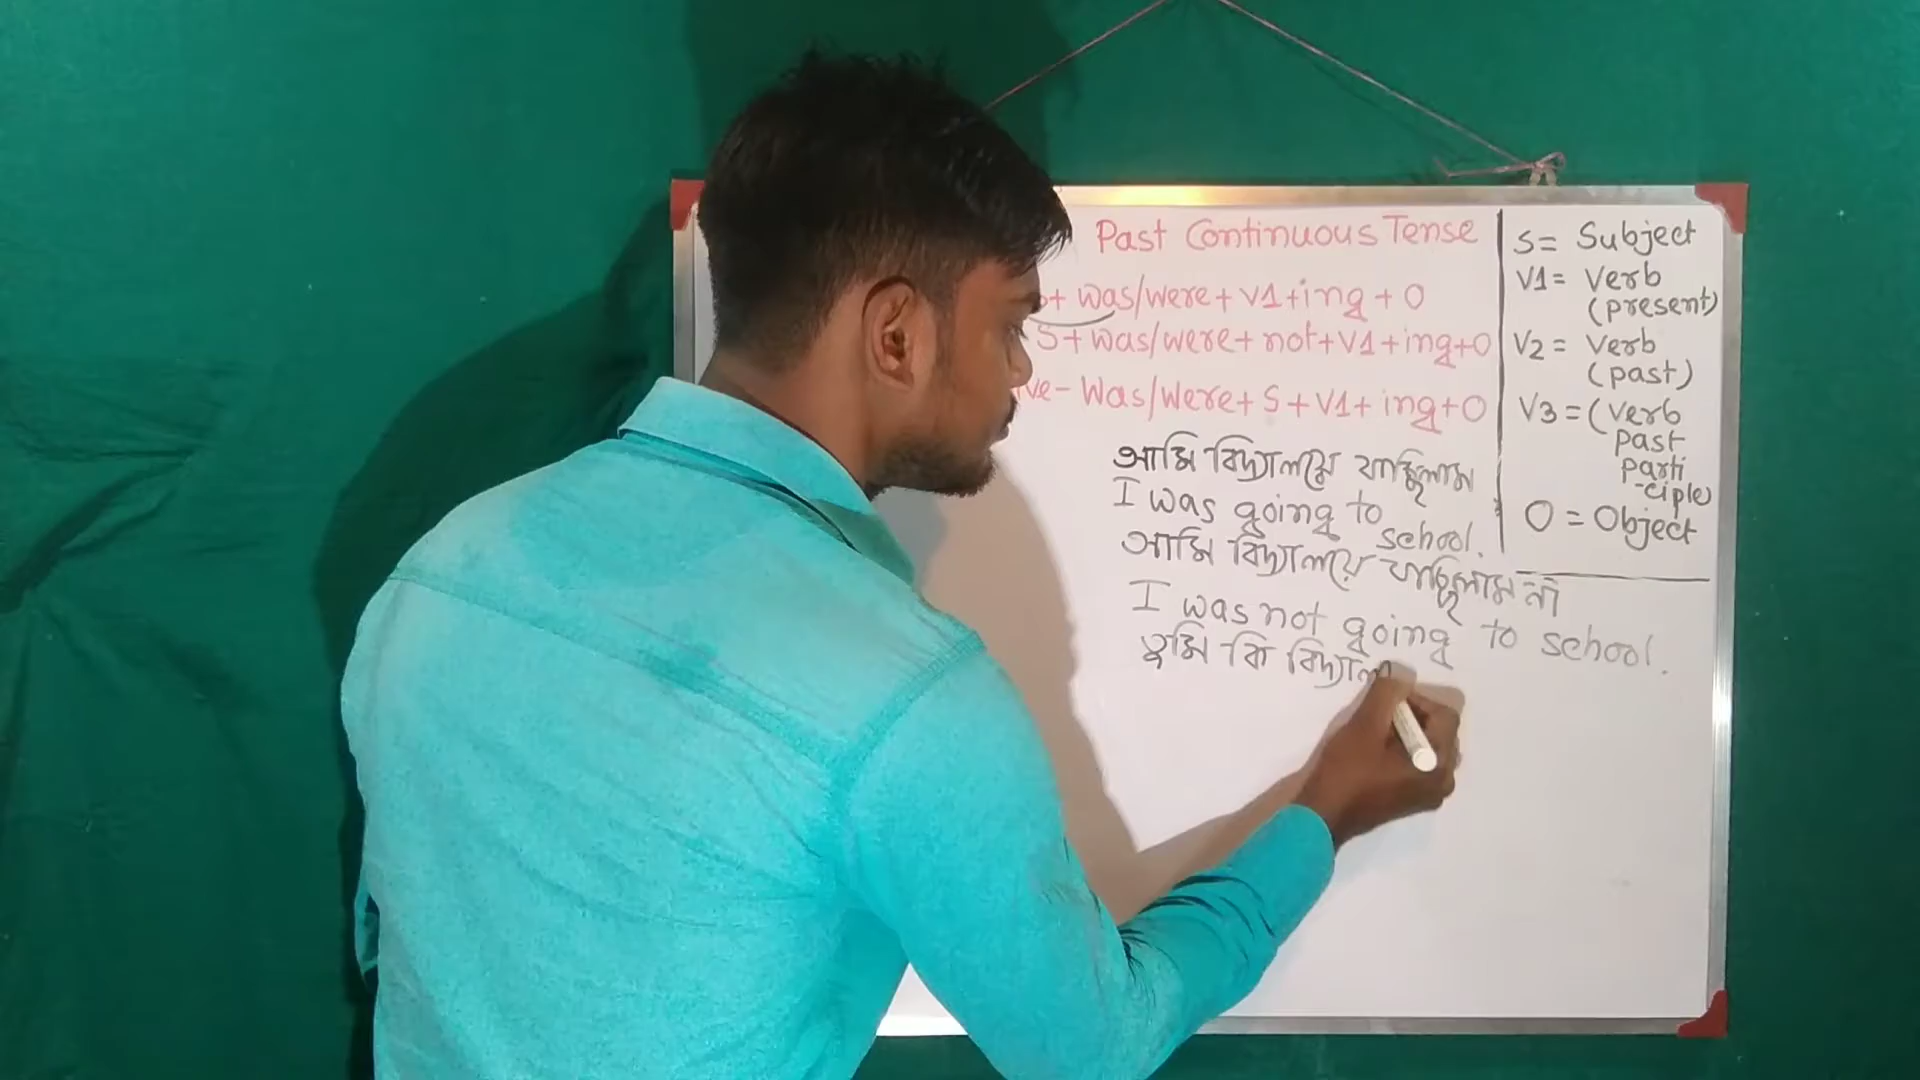 Past Continuous Tense
+ was/were + V1+ing + O
S+ was/were+ not+V1+ing+O
ve- Was/were+ S + V1+ ing+O
আমি বিদ্যালয়ে যাচ্ছিলাম
I was going to
school.
আমি বিদ্যালয়ে যাচ্ছিলাম না
I was not going to school.
তুমি কি বিদ্যাল
S= Subject
V1= Verb
(present)
V2= Verb
(past)
V3=(Verb
past
parti
-ciple)
O = Object